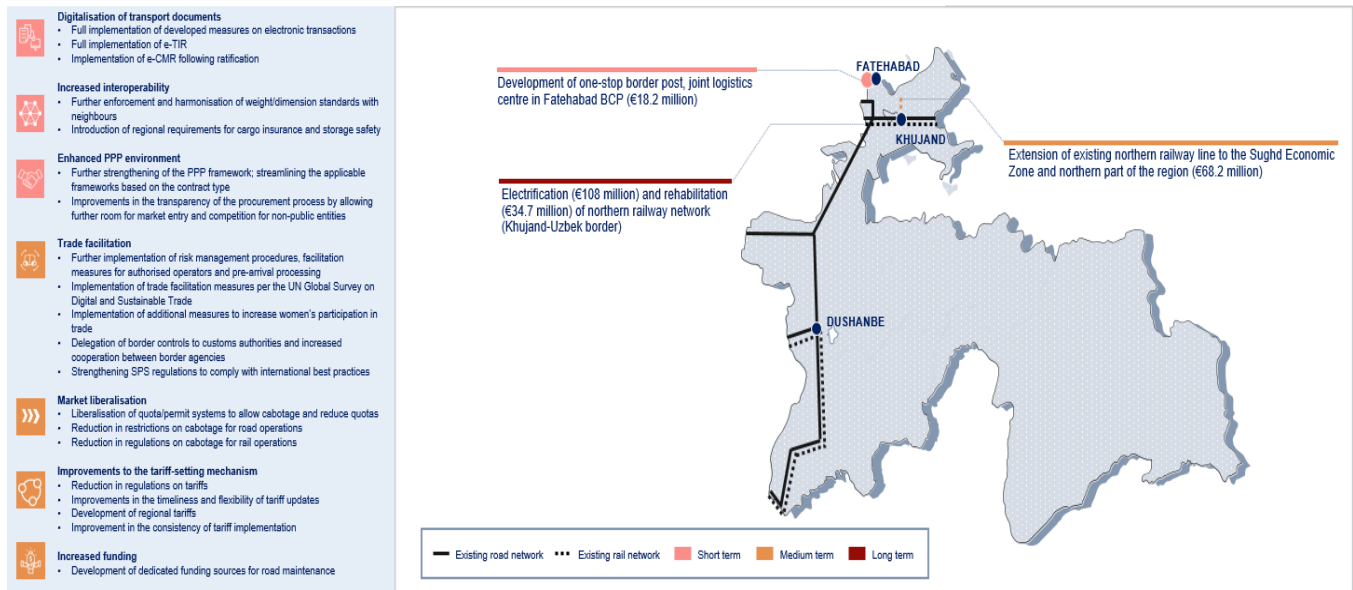 Digitalisation of transport documents
• Full implementation of developed measures on electronic transactions
• Full implementation of e-TIR
• Implementation of e-CMR following ratification
Increased interoperability
• Further enforcement and harmonisation of weight/dimension standards with
neighbours
• Introduction of regional requirements for cargo insurance and storage safety
Enhanced PPP environment
• Further strengthening of the PPP framework; streamlining the applicable
frameworks based on the contract type
• Improvements in the transparency of the procurement process by allowing
further room for market entry and competition for non-public entities
Trade facilitation
• Further implementation of risk management procedures, facilitation
measures for authorised operators and pre-arrival processing
• Implementation of trade facilitation measures per the UN Global Survey on
Digital and Sustainable Trade
• Implementation of additional measures to increase women's participation in
trade
• Delegation of border controls to customs authorities and increased
cooperation between border agencies
• Strengthening SPS regulations to comply with international best practices
Market liberalisation
• Liberalisation of quota/permit systems to allow cabotage and reduce quotas
• Reduction in restrictions on cabotage for road operations
• Reduction in regulations on cabotage for rail operations
Improvements to the tariff-setting mechanism
• Reduction in regulations on tariffs
• Improvements in the timeliness and flexibility of tariff updates
• Development of regional tariffs
• Improvement in the consistency of tariff implementation
Increased funding
• Development of dedicated funding sources for road maintenance
FATEHABAD
Development of one-stop border post, joint logistics
centre in Fatehabad BCP (€18.2 million)
KHUJAND
Extension of existing northern railway line to the Sughd Economic
Zone and northern part of the region (€68.2 million)
Electrification (€108 million) and rehabilitation
(€34.7 million) of northern railway network
(Khujand-Uzbek border)
DUSHANBE
Existing road network
Existing rail network
Short term
Medium term
Long term